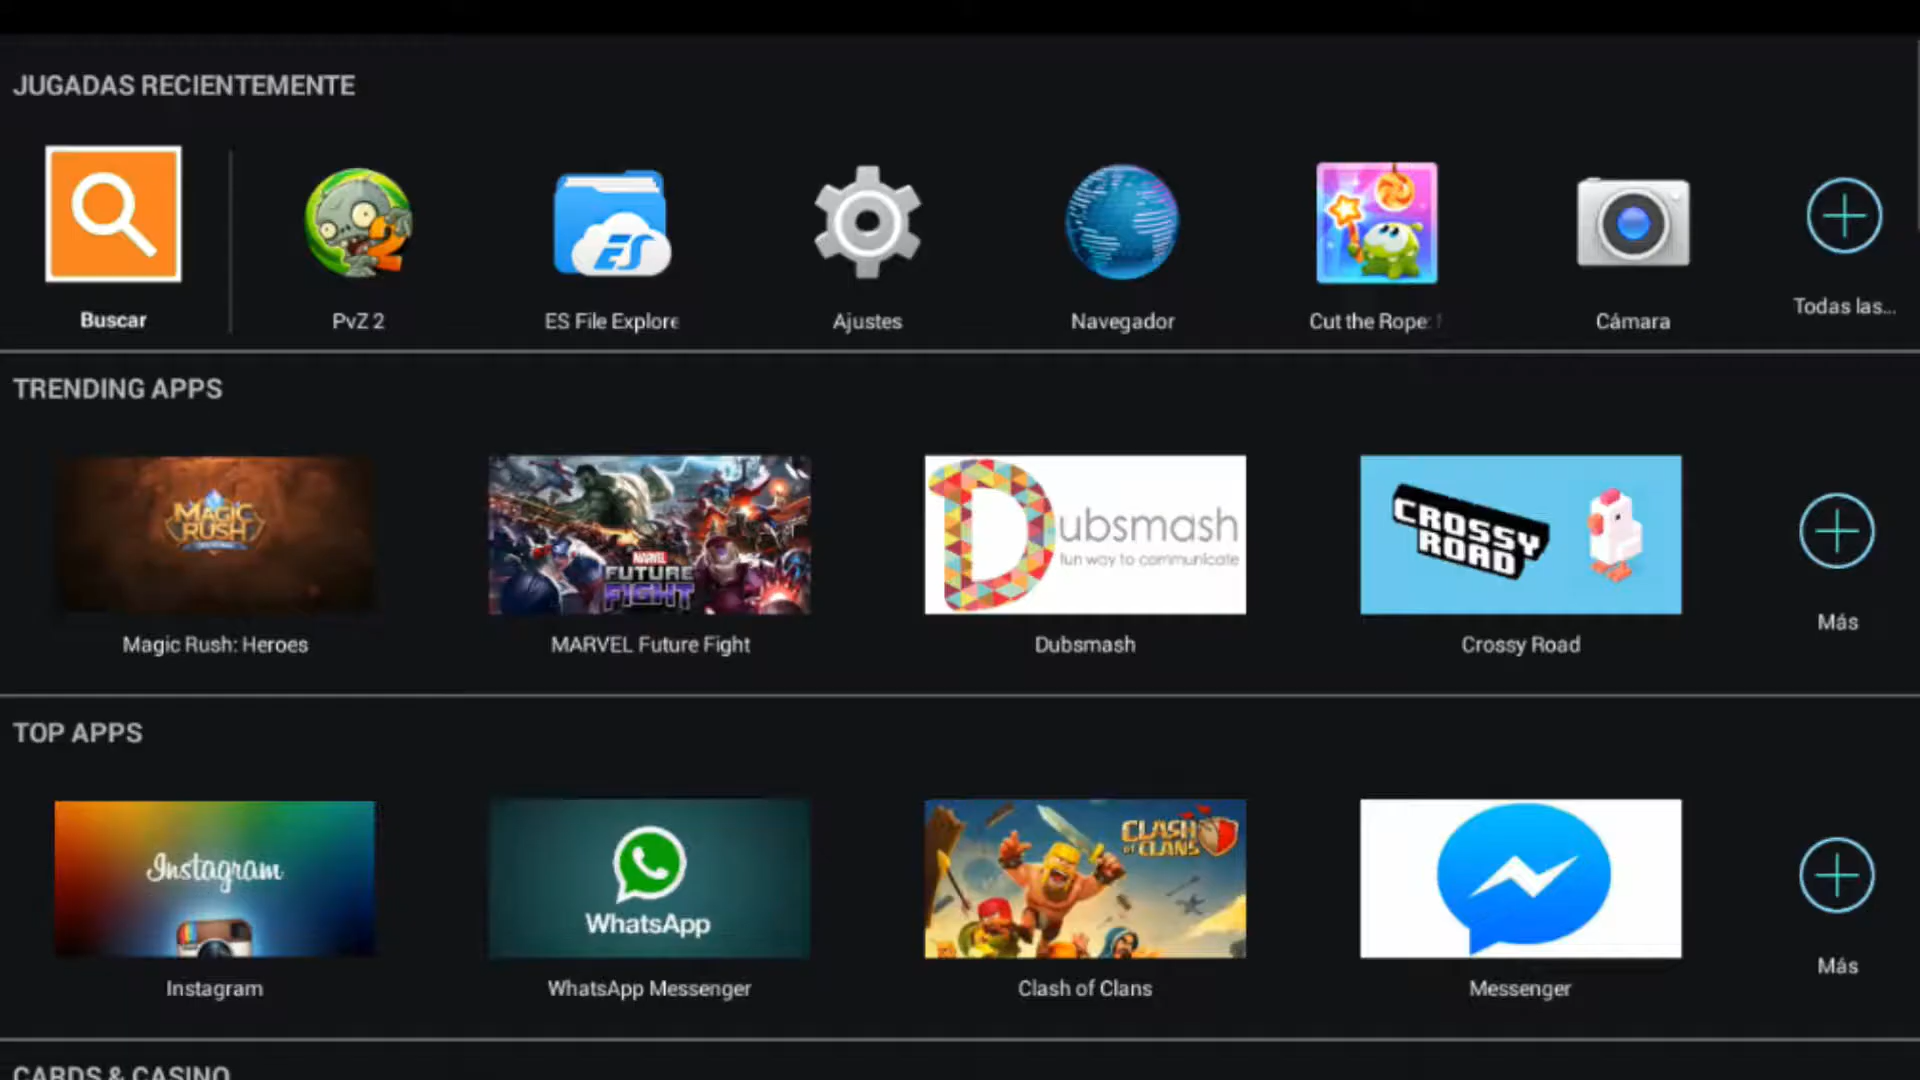 JUGADAS RECIENTEMENTE
Buscar
PvZ 2
ES File Explore
Ajustes
Navegador
Cut the Rope:
Cámara
Todas las...
TRENDING APPS
MAGIC
RUSH
MARVEL
FUTURE
FIGHT
Dubsmash
fun way to communicate
CROSSY
ROAD
Magic Rush: Heroes
MARVEL Future Fight
Dubsmash
Crossy Road
Más
TOP APPS
Instagram
WhatsApp
CLASH
OF CLANS
Instagram
WhatsApp Messenger
Clash of Clans
Messenger
Más
CARDS & CASINO